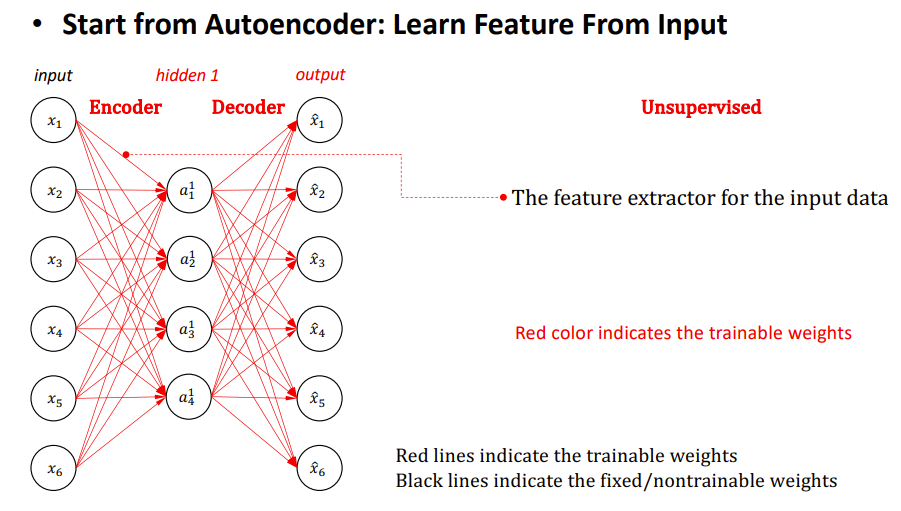 • Start from Autoencoder: Learn Feature From Input
input hidden 1 output
Encoder Decoder Unsupervised
x₁ x̂₁
x₂ a₁¹ x̂₂
The feature extractor for the input data
x₃ a₂¹ x̂₃
x₄ a₃¹ x̂₄
Red color indicates the trainable weights
x₅ a₄¹ x̂₅
x₆ x̂₆
Red lines indicate the trainable weights
Black lines indicate the fixed/nontrainable weights